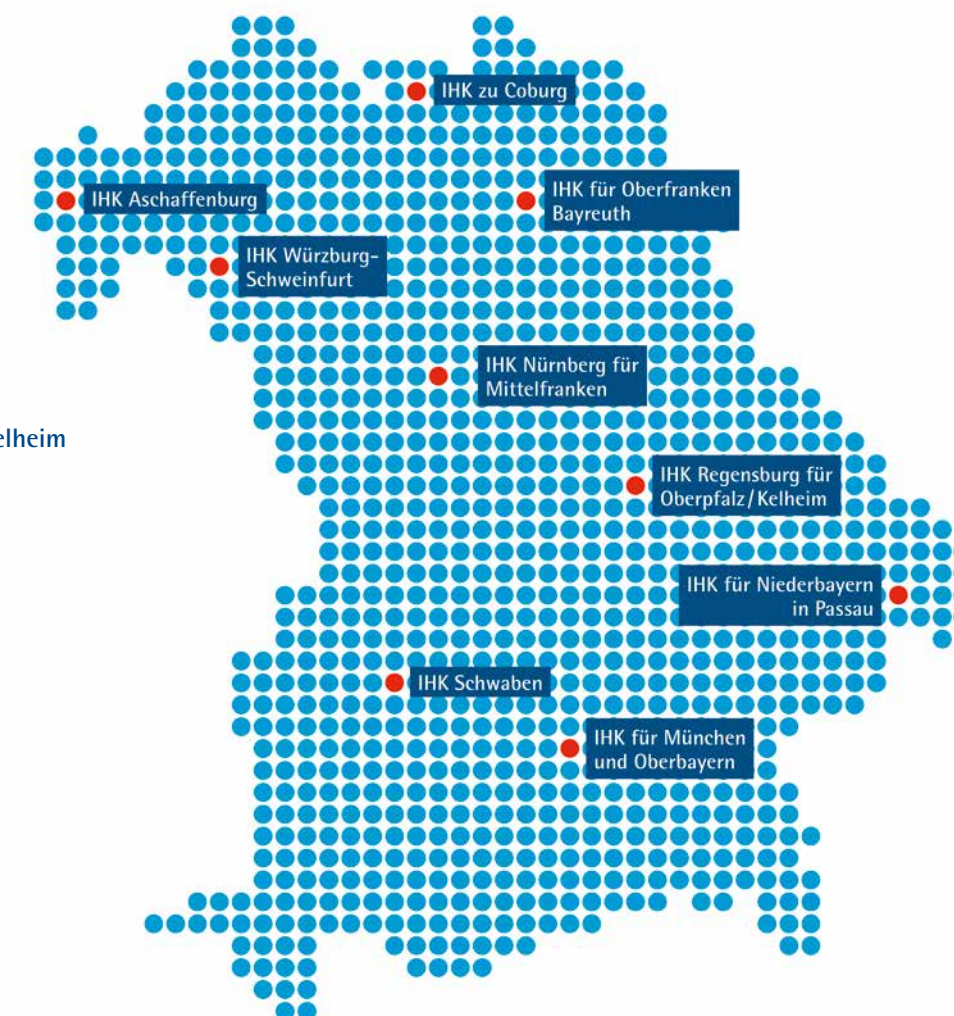 IHK zu Coburg
IHK Aschaffenburg
IHK für Oberfranken
Bayreuth
IHK Würzburg-
Schweinfurt
IHK Nürnberg für
Mittelfranken
elheim
IHK Regensburg für
Oberpfalz/Kelheim
IHK für Niederbayern
in Passau
IHK Schwaben
IHK für München
und Oberbayern